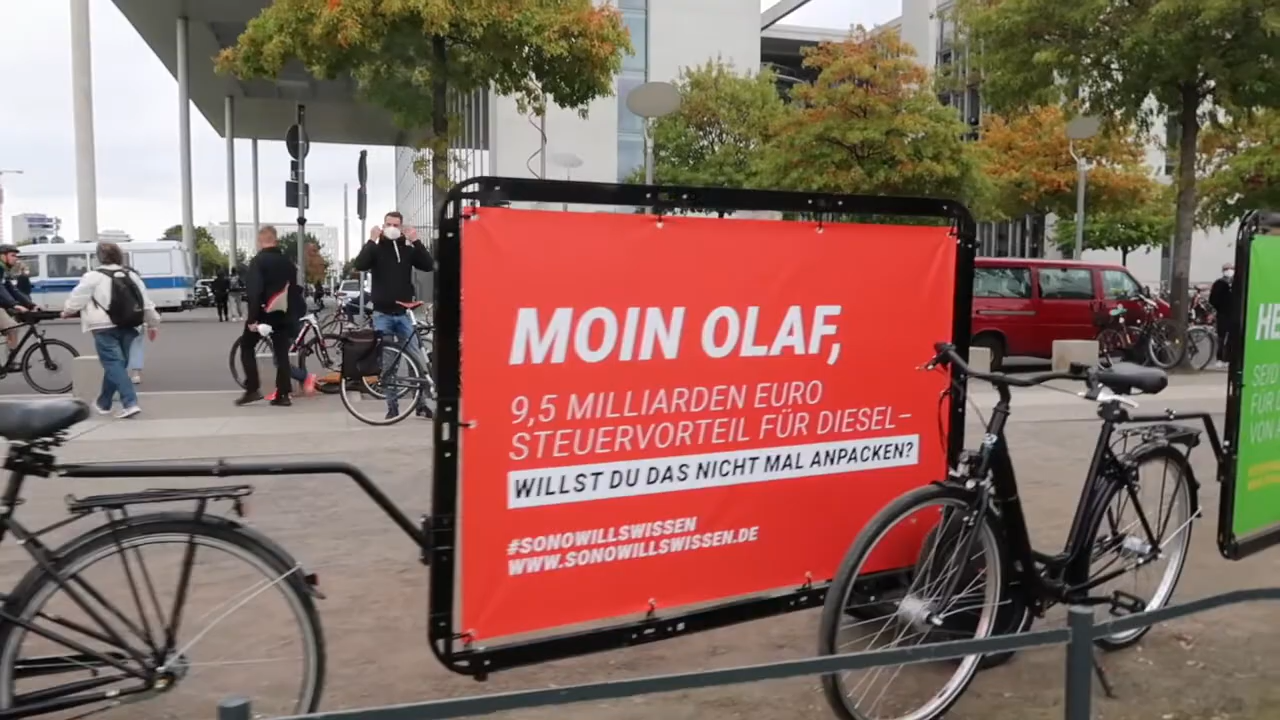 MOIN OLAF,
9,5 MILLIARDEN EURO
STEUERVORTEIL FÜR DIESEL–
WILLST DU DAS NICHT MAL ANPACKEN?
#SONOWILLSWISSEN
WWW.SONOWILLSWISSEN.DE